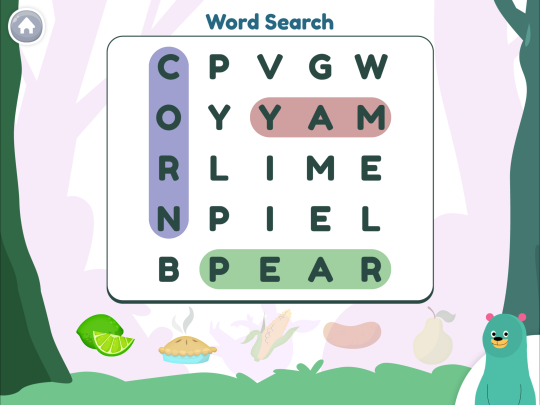 Word Search
C P V G W
O Y Y A M
R L I M E
N P I E L
B P E A R